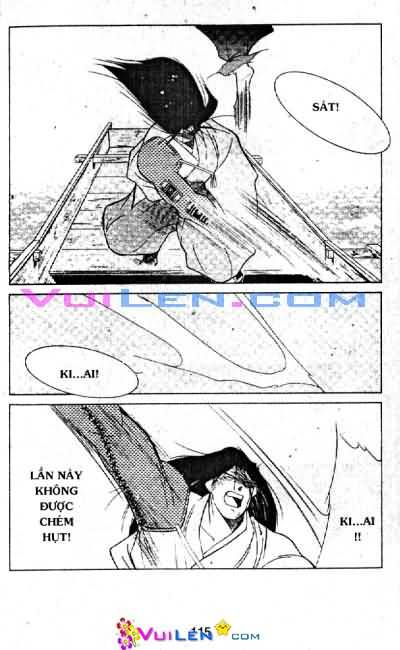 SÁT!
VUILEN.COM
KI...AI!
LẦN NÀY
KHÔNG
ĐƯỢC
CHÉM
HỤT!
KI...AI
!!
115
VUILEN.COM